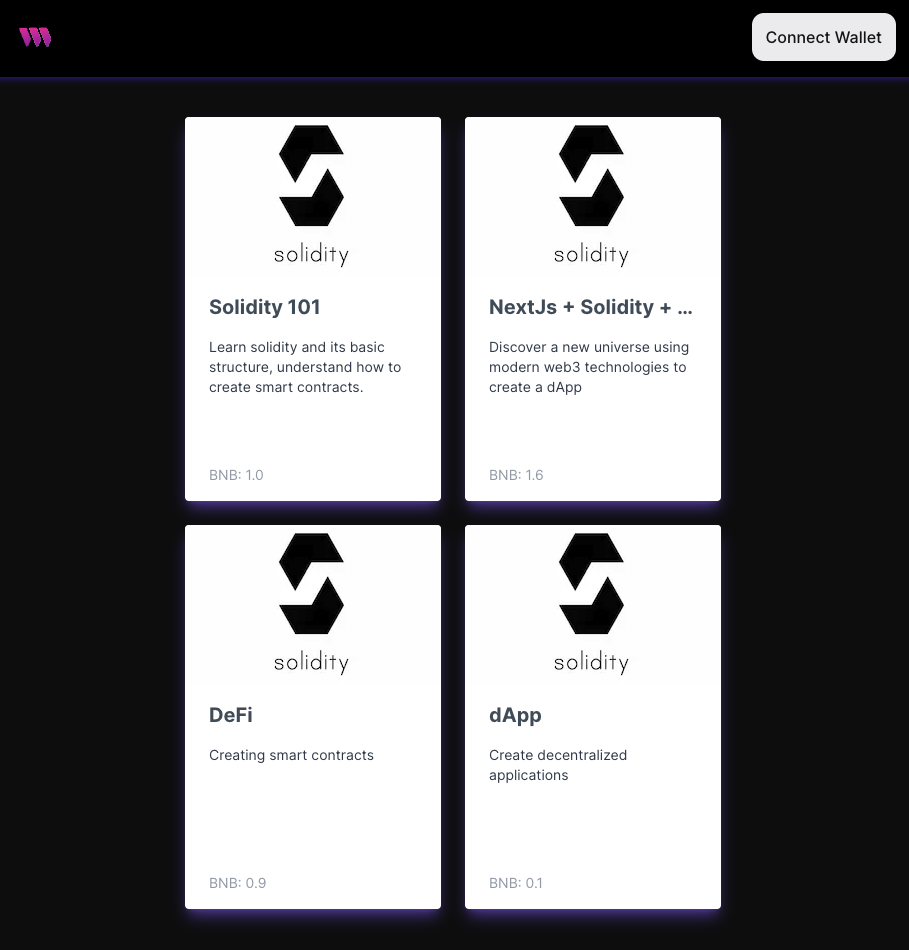 Connect Wallet
solidity
Solidity 101
Learn solidity and its basic
structure, understand how to
create smart contracts.
BNB: 1.0
solidity
NextJs + Solidity + ...
Discover a new universe using
modern web3 technologies to
create a dApp
BNB: 1.6
solidity
DeFi
Creating smart contracts
BNB: 0.9
solidity
dApp
Create decentralized
applications
BNB: 0.1